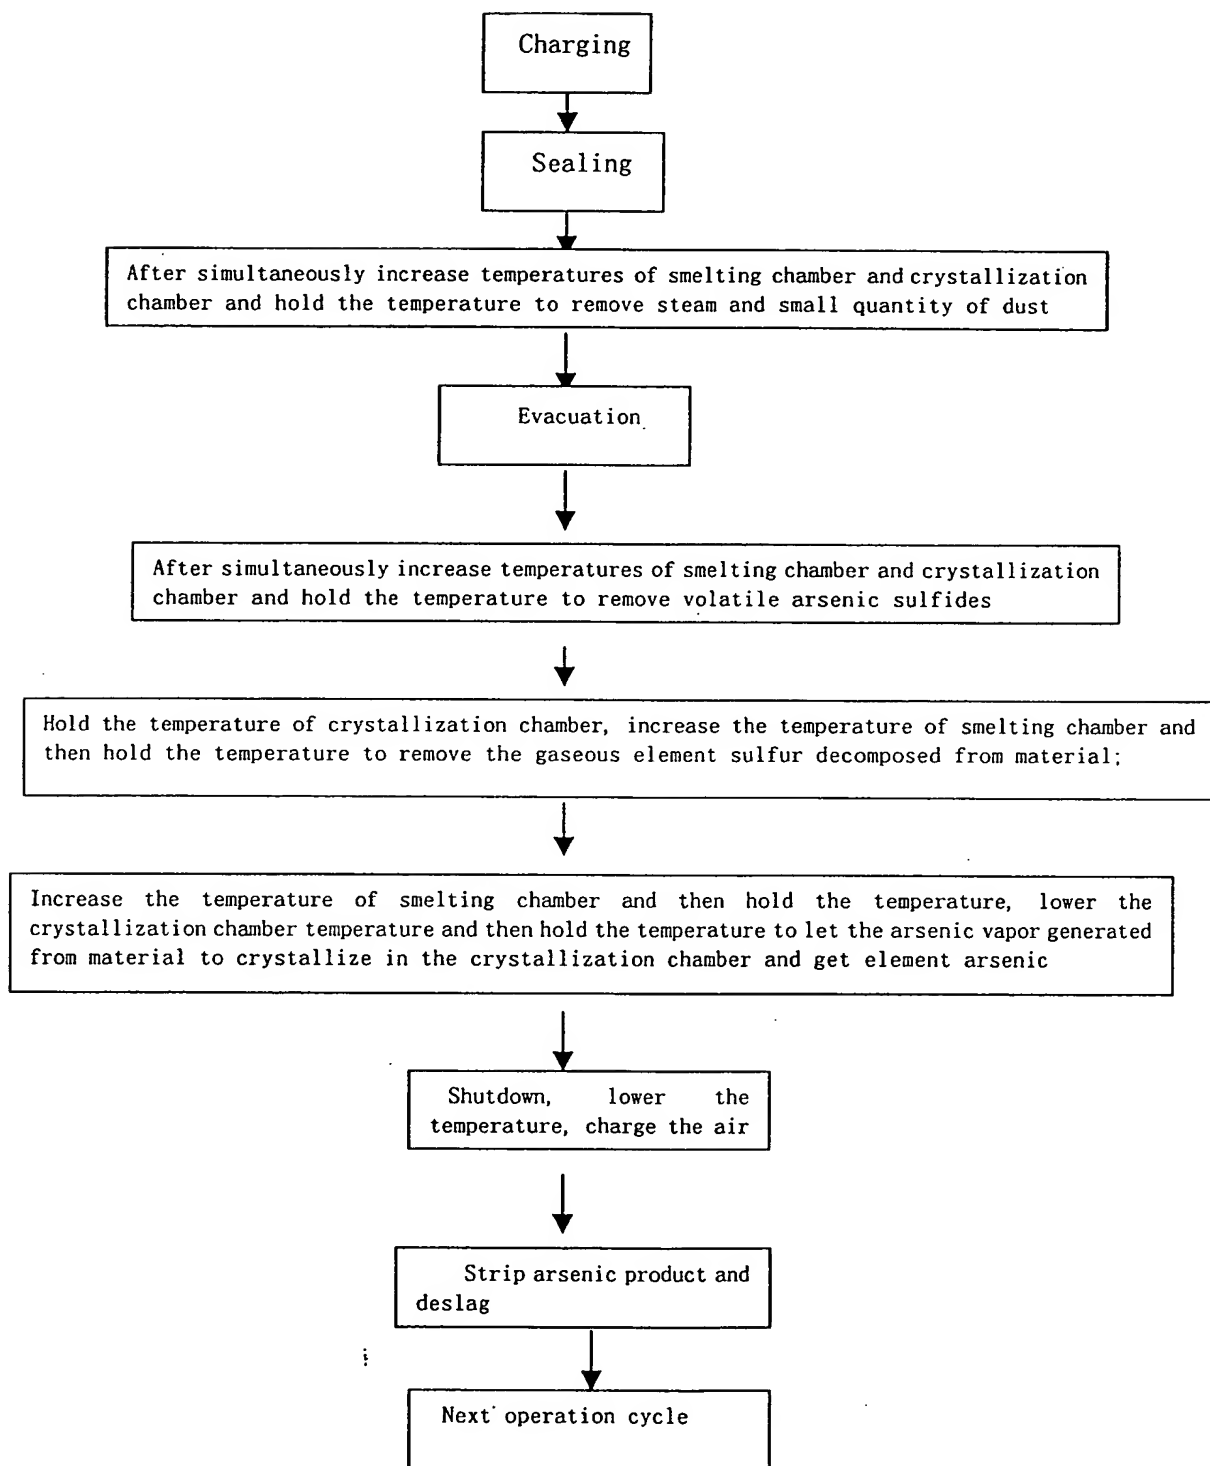 Charging
Sealing
After simultaneously increase temperatures of smelting chamber and crystallization
chamber and hold the temperature to remove steam and small quantity of dust
Evacuation
After simultaneously increase temperatures of smelting chamber and crystallization
chamber and hold the temperature to remove volatile arsenic sulfides
Hold the temperature of crystallization chamber, increase the temperature of smelting chamber and
then hold the temperature to remove the gaseous element sulfur decomposed from material;
Increase the temperature of smelting chamber and then hold the temperature, lower the
crystallization chamber temperature and then hold the temperature to let the arsenic vapor generated
from material to crystallize in the crystallization chamber and get element arsenic
Shutdown, lower the
temperature, charge the air
Strip arsenic product and
deslag
Next operation cycle